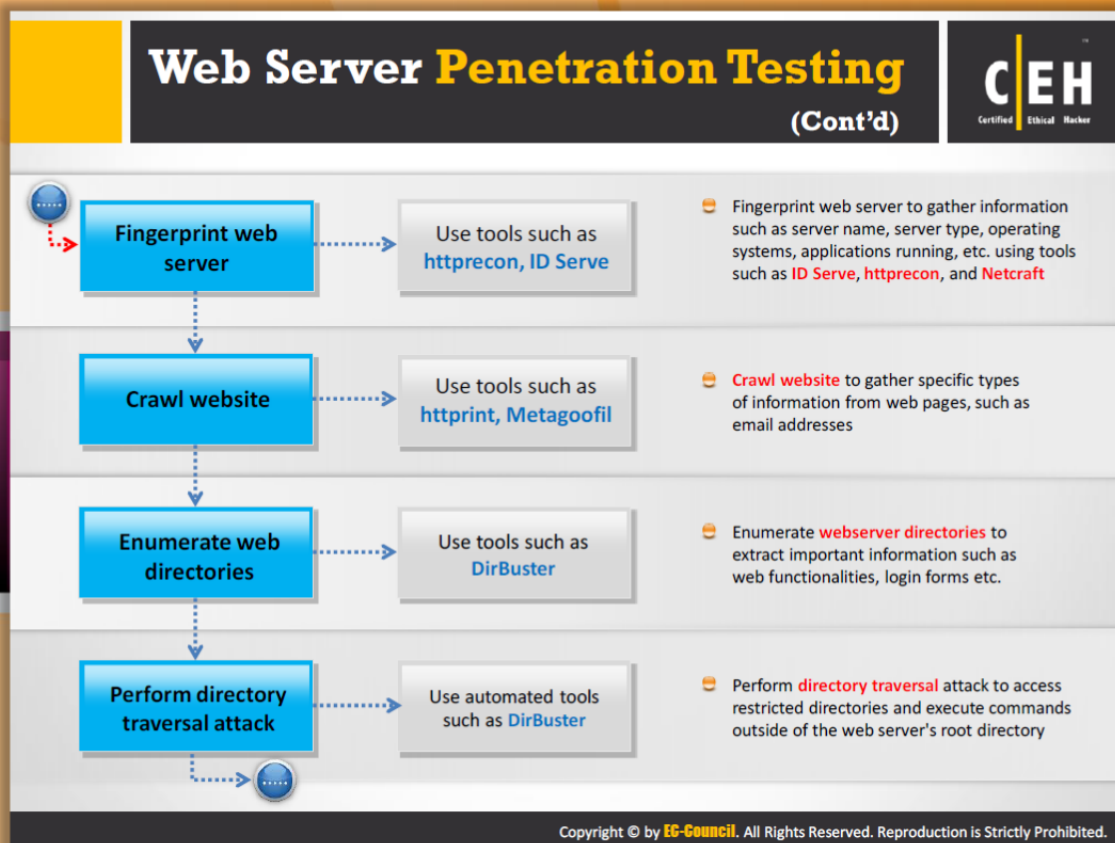 Web Server Penetration Testing
(Cont'd)
C EH
Certified Ethical Hacker
™
Fingerprint web
server
Use tools such as
httprecon, ID Serve
Fingerprint web server to gather information
such as server name, server type, operating
systems, applications running, etc. using tools
such as ID Serve, httprecon, and Netcraft
Crawl website
Use tools such as
httprint, Metagoofil
Crawl website to gather specific types
of information from web pages, such as
email addresses
Enumerate web
directories
Use tools such as
DirBuster
Enumerate webserver directories to
extract important information such as
web functionalities, login forms etc.
Perform directory
traversal attack
Use automated tools
such as DirBuster
Perform directory traversal attack to access
restricted directories and execute commands
outside of the web server's root directory
Copyright © by EC-Council. All Rights Reserved. Reproduction is Strictly Prohibited.